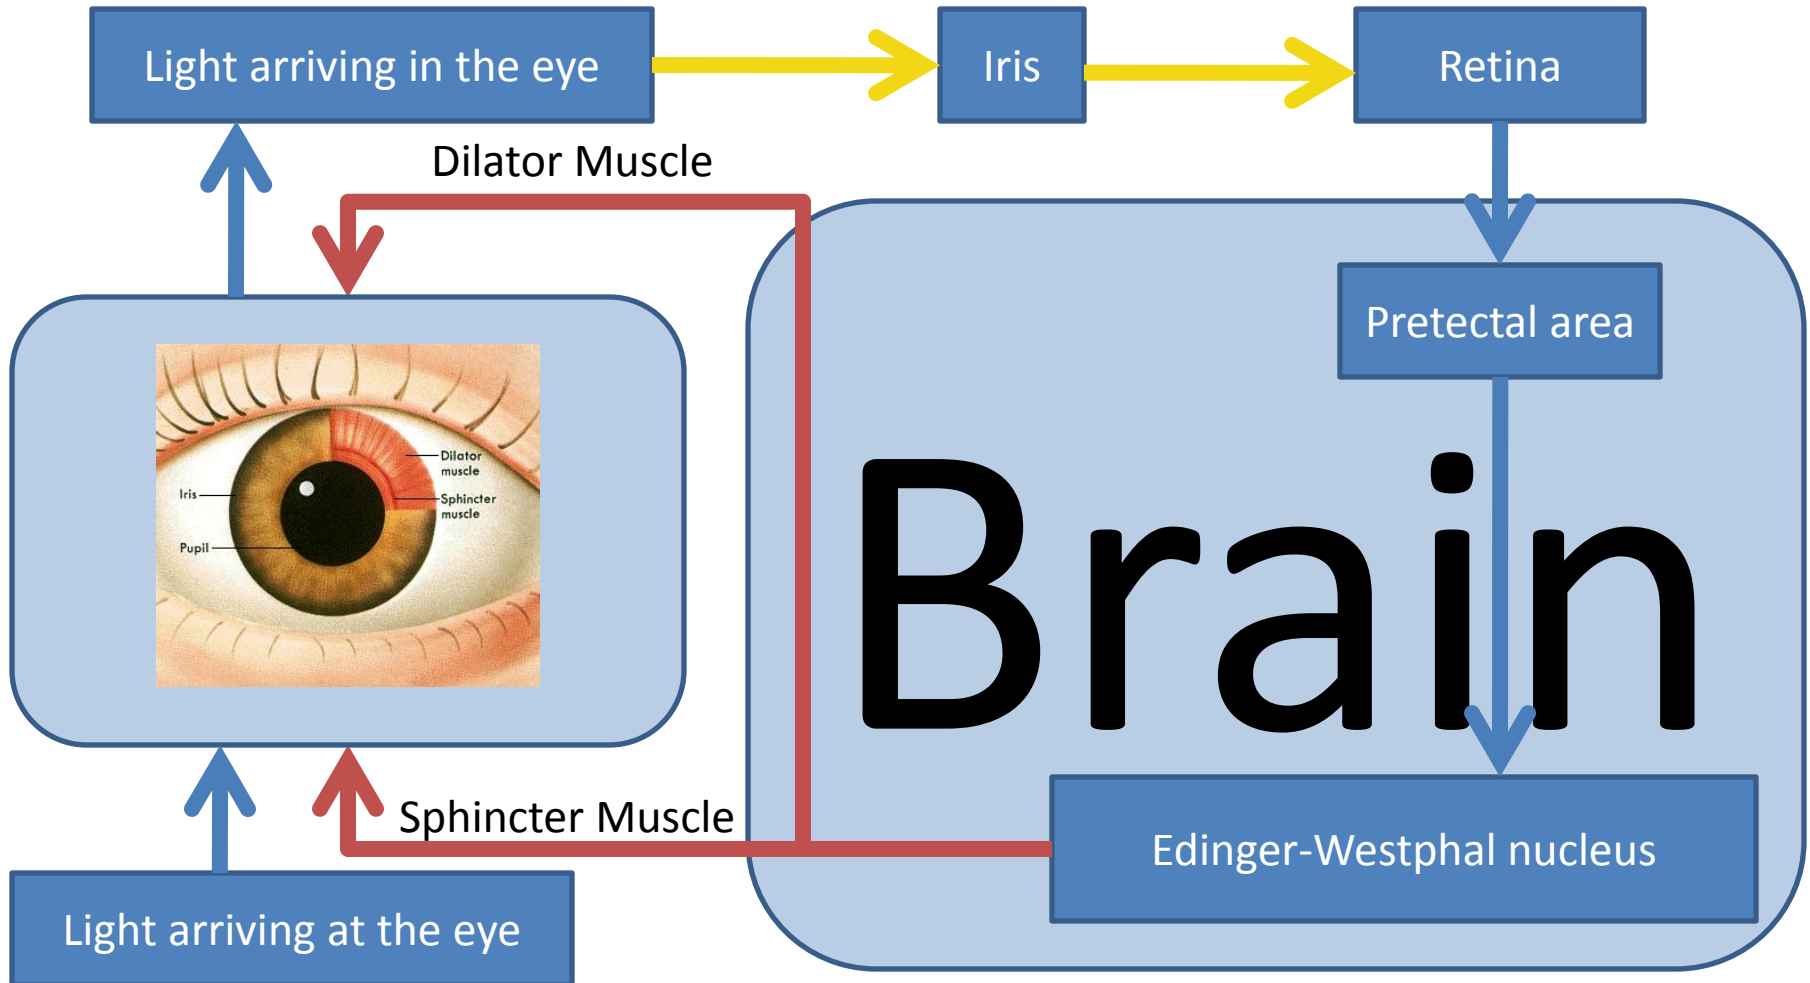 Light arriving in the eye
Iris
Retina
Dilator Muscle
Pretectal area
Dilator
muscle
Iris
Sphincter
muscle
Pupil
Brain
Sphincter Muscle
Edinger-Westphal nucleus
Light arriving at the eye